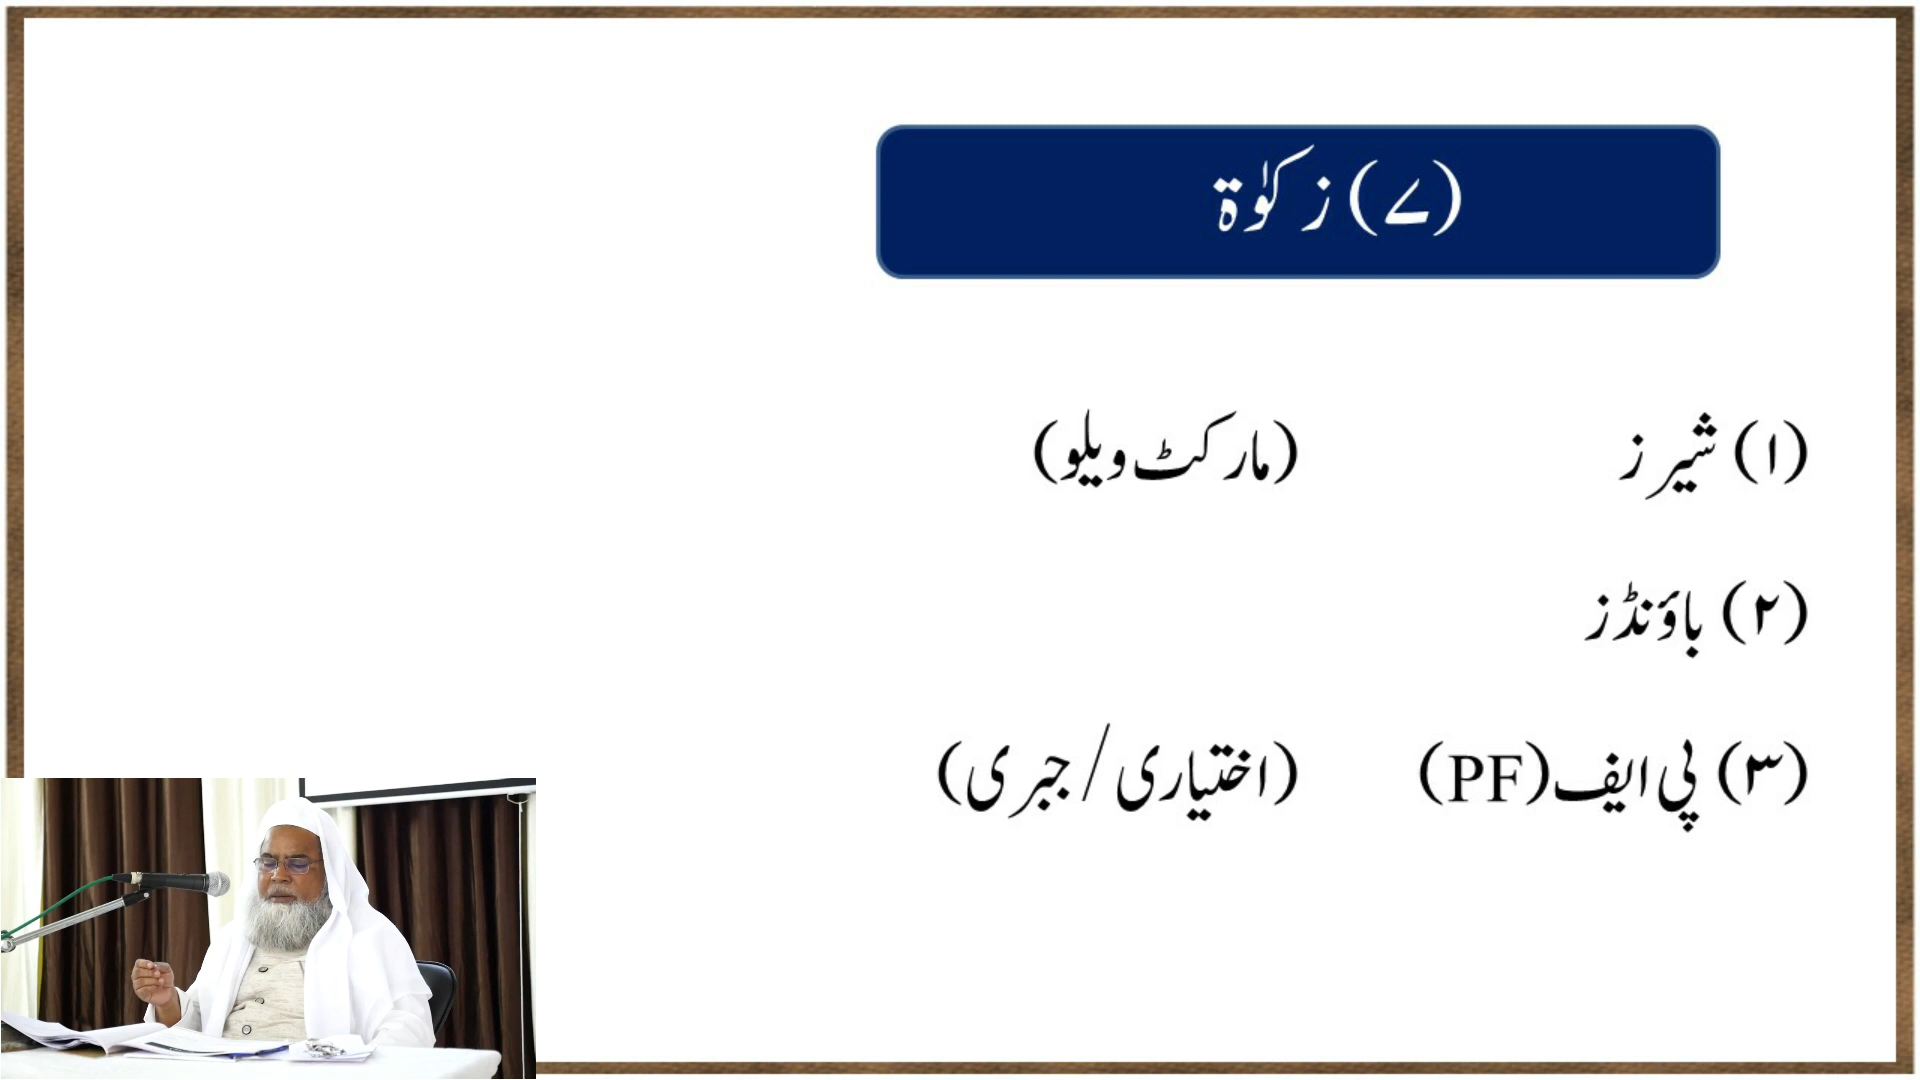 (۷) زکوٰۃ
(۱) شیرز (مارکٹ ویلو)
(۲) باؤنڈز
(۳) پی ایف (PF) (اختیاری / جبری)